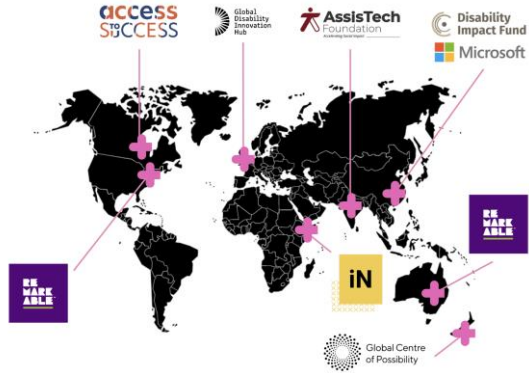 access
TO
SUCCESS
Global
Disability
Innovation
Hub
AssisTech
Foundation
Disability
Impact Fund
Microsoft
RE
MARK
ABLE
RE
MARK
ABLE
iN
Global Centre
of Possibility